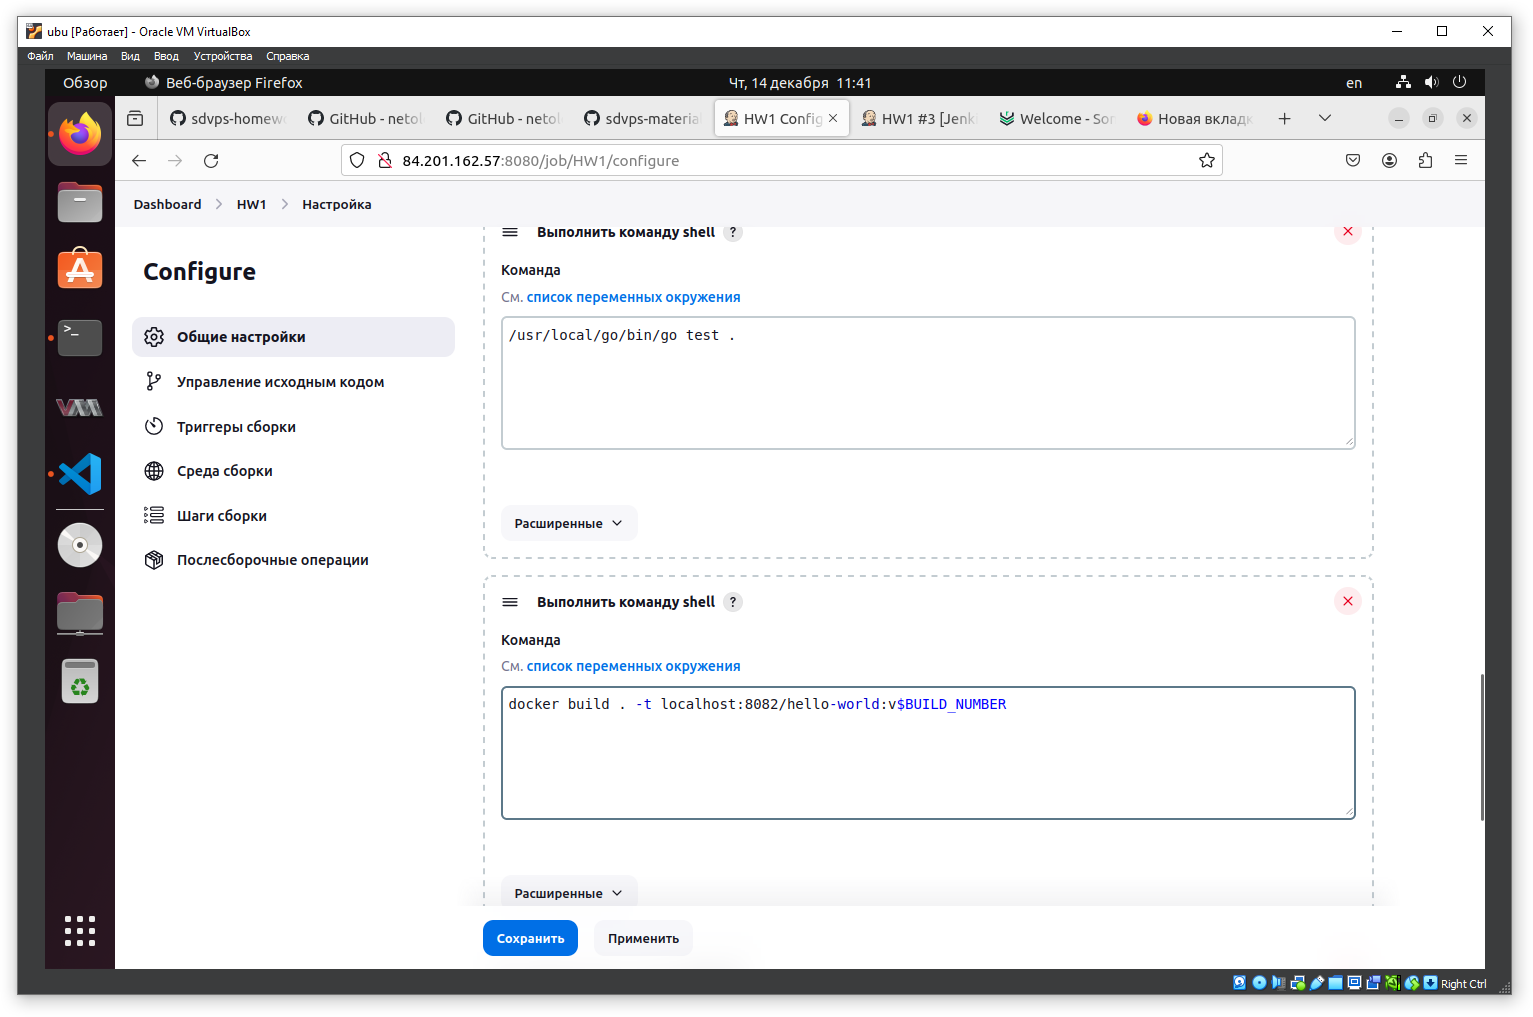 ubu [Работает] - Oracle VM VirtualBox
Файл Машина Вид Ввод Устройства Справка
Обзор Веб-браузер Firefox Чт, 14 декабря 11:41 en
sdvps-homew GitHub - netol GitHub - netol sdvps-material HW1 Config HW1 #3 [Jenk Welcome - Son Новая вкладк
84.201.162.57:8080/job/HW1/configure
Dashboard HW1 Настройка
Configure
Общие настройки
Управление исходным кодом
Триггеры сборки
Среда сборки
Шаги сборки
Послесборочные операции
Выполнить команду shell ?
Команда
См. список переменных окружения
/usr/local/go/bin/go test .
Расширенные
Выполнить команду shell ?
Команда
См. список переменных окружения
docker build . -t localhost:8082/hello-world:v$BUILD_NUMBER
Расширенные
Сохранить Применить
Right Ctrl